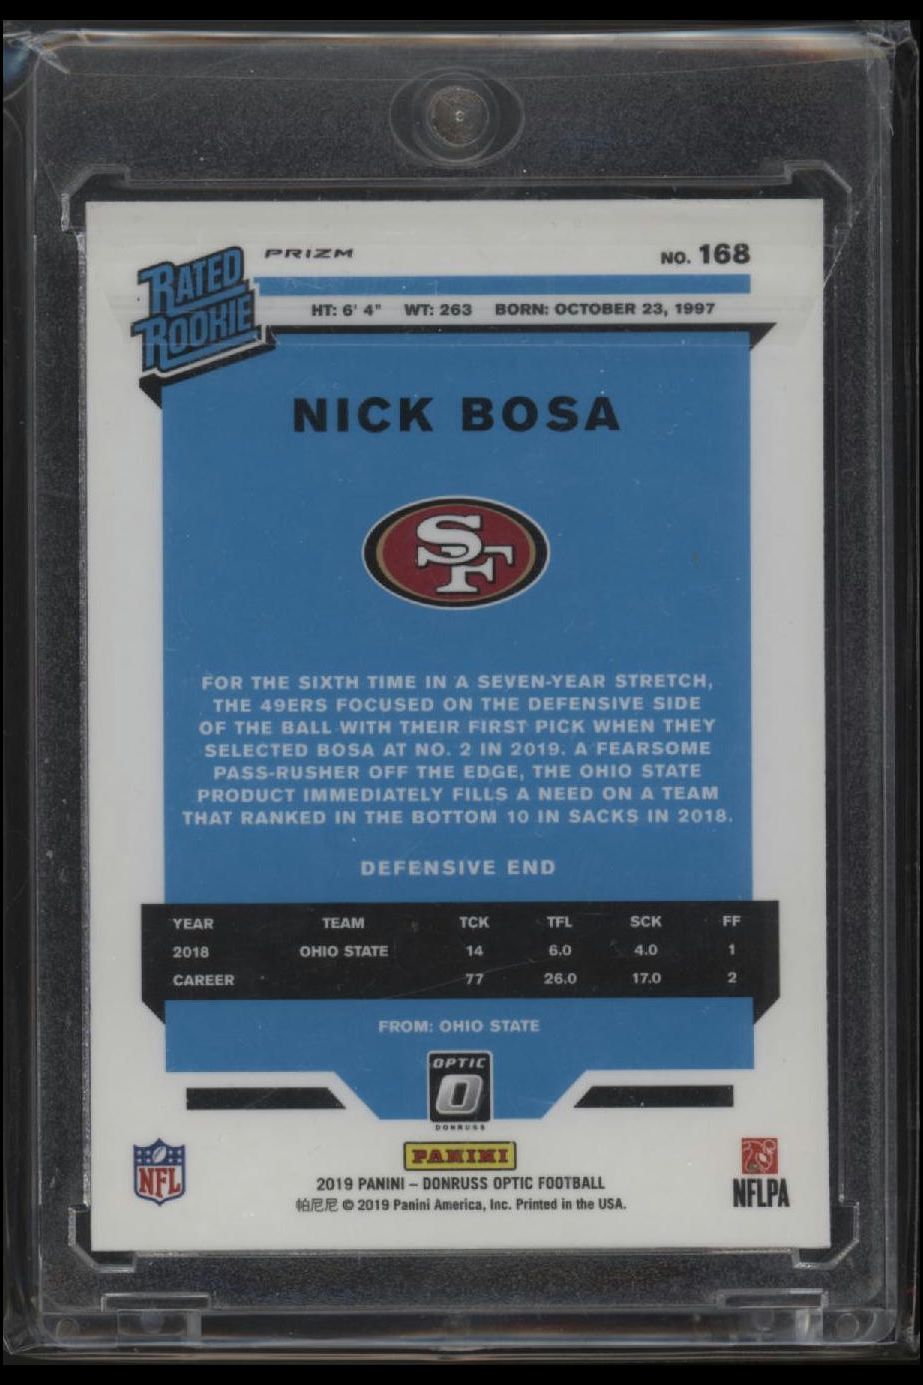 RATED
ROOKIE
PRIZM
NO. 168
HT: 6' 4" WT: 263 BORN: OCTOBER 23, 1997
NICK BOSA
SF
FOR THE SIXTH TIME IN A SEVEN-YEAR STRETCH,
THE 49ERS FOCUSED ON THE DEFENSIVE SIDE
OF THE BALL WITH THEIR FIRST PICK WHEN THEY
SELECTED BOSA AT NO. 2 IN 2019. A FEARSOME
PASS-RUSHER OFF THE EDGE, THE OHIO STATE
PRODUCT IMMEDIATELY FILLS A NEED ON A TEAM
THAT RANKED IN THE BOTTOM 10 IN SACKS IN 2018.
DEFENSIVE END
YEAR TEAM TCK TFL SCK FF
2018 OHIO STATE 14 6.0 4.0 1
CAREER 77 26.0 17.0 2
FROM: OHIO STATE
OPTIC
O
DONRUSS
PANINI
NFL
NFLPA
2019 PANINI – DONRUSS OPTIC FOOTBALL
帕尼尼 © 2019 Panini America, Inc. Printed in the USA.